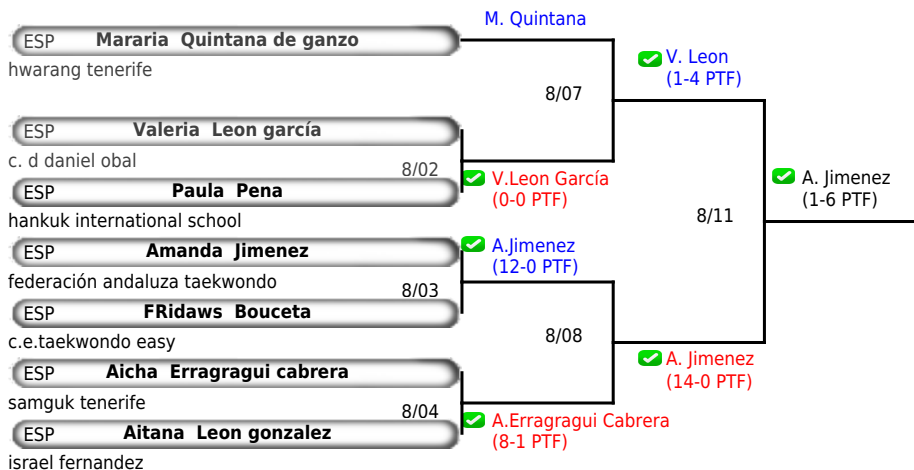 M. Quintana
ESP Mararia Quintana de ganzo
hwarang tenerife
V. Leon
(1-4 PTF)
8/07
ESP Valeria Leon garcía
c. d daniel obal
8/02
ESP Paula Pena
V.Leon García
(0-0 PTF)
A. Jimenez
(1-6 PTF)
hankuk international school
8/11
ESP Amanda Jimenez
A.Jimenez
(12-0 PTF)
federación andaluza taekwondo
8/03
ESP FRidaws Bouceta
c.e.taekwondo easy
8/08
A. Jimenez
(14-0 PTF)
ESP Aicha Erragragui cabrera
samguk tenerife
8/04
ESP Aitana Leon gonzalez
A.Erragragui Cabrera
(8-1 PTF)
israel fernandez